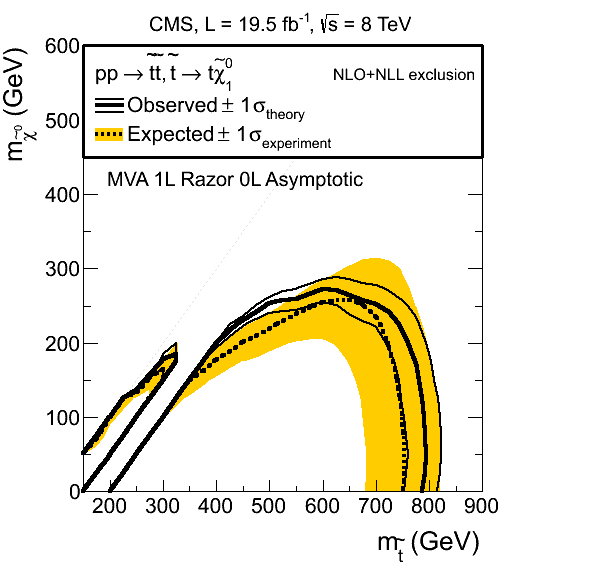 CMS, L = 19.5 fb⁻¹, √s = 8 TeV
pp → t̃t̃, t̃ → tχ̃⁰₁ NLO+NLL exclusion
Observed ± 1σ_theory
Expected ± 1σ_experiment
MVA 1L Razor 0L Asymptotic
m_χ̃⁰ (GeV)
600
500
400
300
200
100
0
200 300 400 500 600 700 800 900
m_t̃ (GeV)